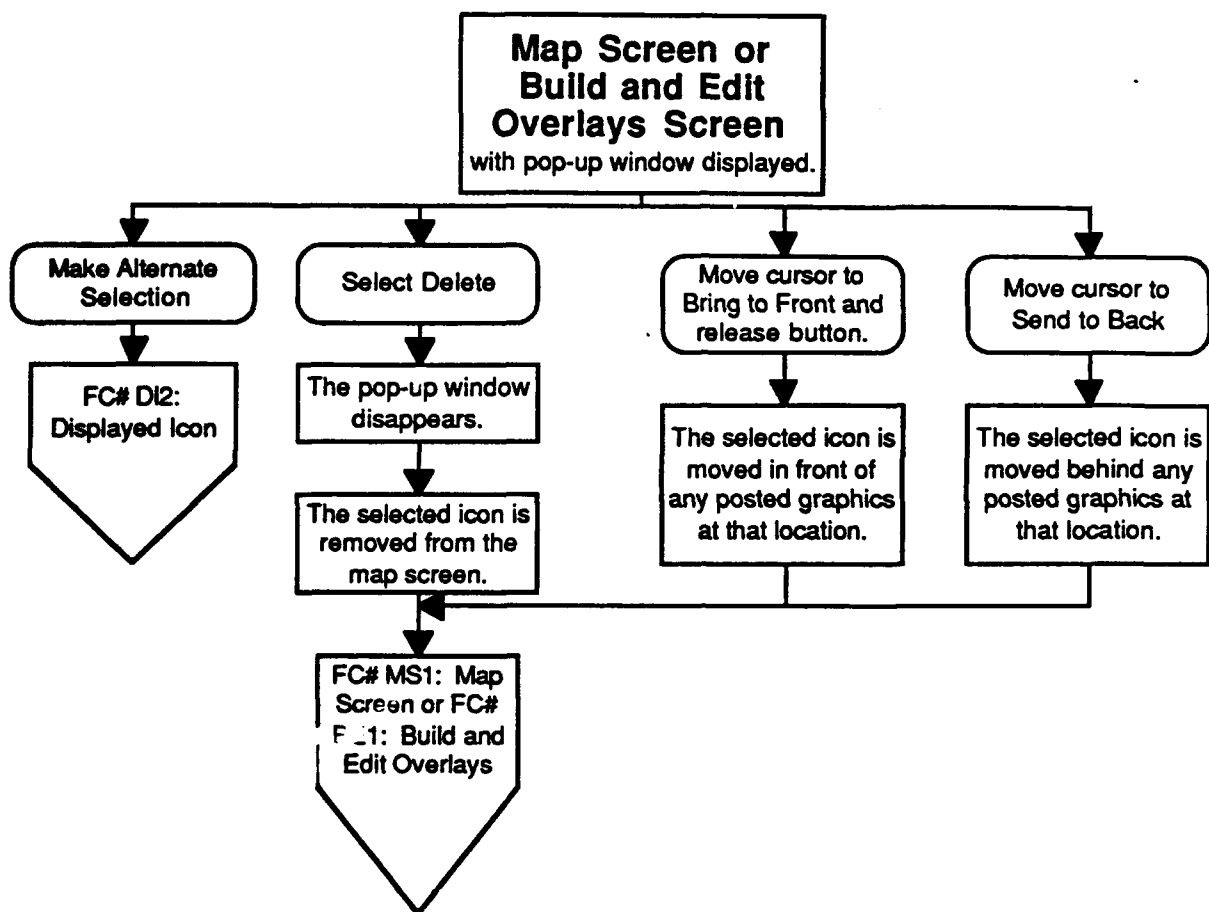 Map Screen or
Build and Edit
Overlays Screen
with pop-up window displayed.
Make Alternate
Selection
Select Delete
Move cursor to
Bring to Front and
release button.
Move cursor to
Send to Back
FC# DI2:
Displayed Icon
The pop-up window
disappears.
The selected icon is
removed from the
map screen.
The selected icon is
moved in front of
any posted graphics
at that location.
The selected icon is
moved behind any
posted graphics at
that location.
FC# MS1: Map
Screen or FC#
Build and
Edit Overlays